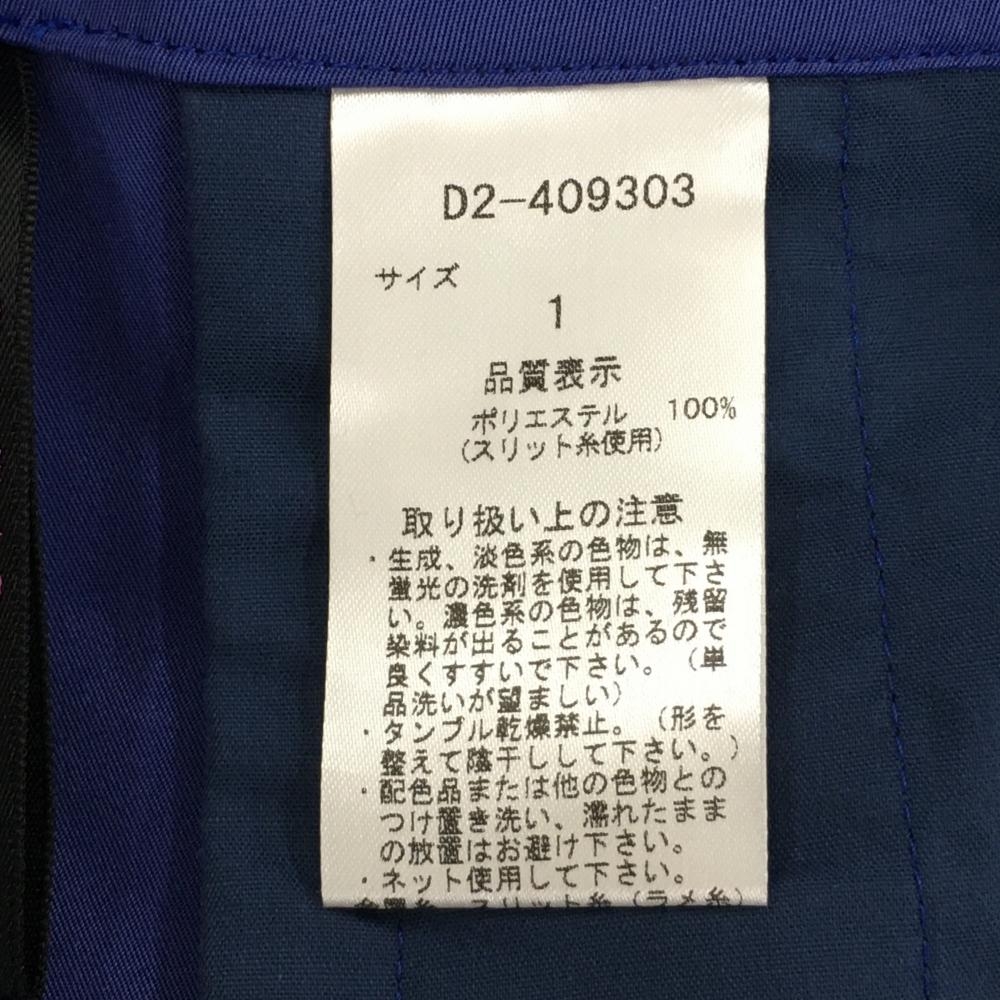 D2-409303
サイズ
1
品質表示
ポリエステル 100%
(スリット糸使用)
取り扱い上の注意
・生成、淡色系の色物は、無
蛍光の洗剤を使用して下さ
い。濃色系の色物は、残留
染料が出ることがあるので
良くすすいで下さい。(単
品洗いが望ましい)
・タンブル乾燥禁止。(形を
整えて陰干しして下さい。)
・配色品または他の色物との
つけ置き洗い、濡れたまま
の放置はお避け下さい。
・ネット使用して下さい。
スリット糸(ラメ糸)